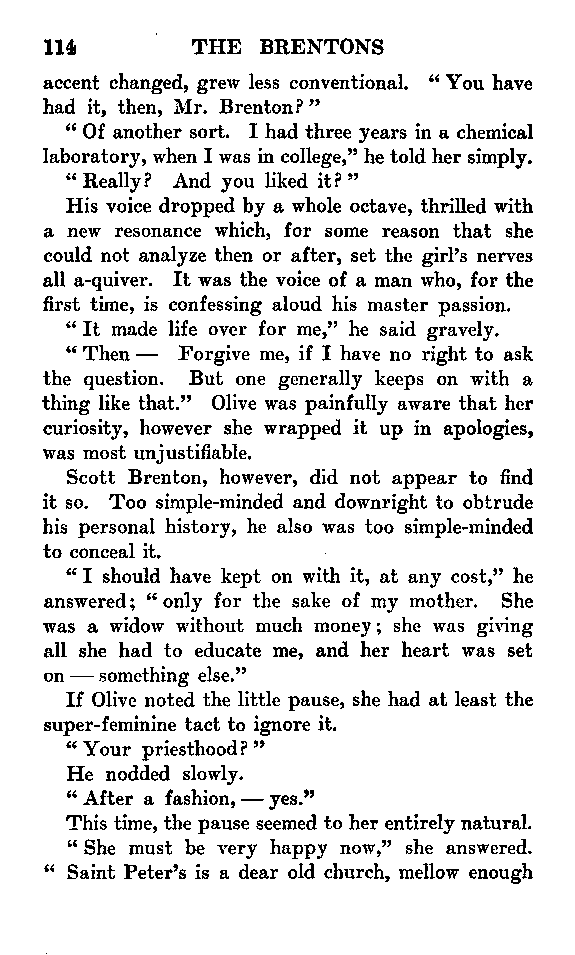 114 THE BRENTONS
accent changed, grew less conventional. “ You have
had it, then, Mr. Brenton? ”
“ Of another sort. I had three years in a chemical
laboratory, when I was in college,” he told her simply.
“ Really? And you liked it? ”
His voice dropped by a whole octave, thrilled with
a new resonance which, for some reason that she
could not analyze then or after, set the girl’s nerves
all a-quiver. It was the voice of a man who, for the
first time, is confessing aloud his master passion.
“ It made life over for me,” he said gravely.
“ Then — Forgive me, if I have no right to ask
the question. But one generally keeps on with a
thing like that.” Olive was painfully aware that her
curiosity, however she wrapped it up in apologies,
was most unjustifiable.
Scott Brenton, however, did not appear to find
it so. Too simple-minded and downright to obtrude
his personal history, he also was too simple-minded
to conceal it.
“ I should have kept on with it, at any cost,” he
answered; “ only for the sake of my mother. She
was a widow without much money; she was giving
all she had to educate me, and her heart was set
on — something else.”
If Olive noted the little pause, she had at least the
super-feminine tact to ignore it.
“ Your priesthood? ”
He nodded slowly.
“ After a fashion, — yes.”
This time, the pause seemed to her entirely natural.
“ She must be very happy now,” she answered.
“ Saint Peter’s is a dear old church, mellow enough